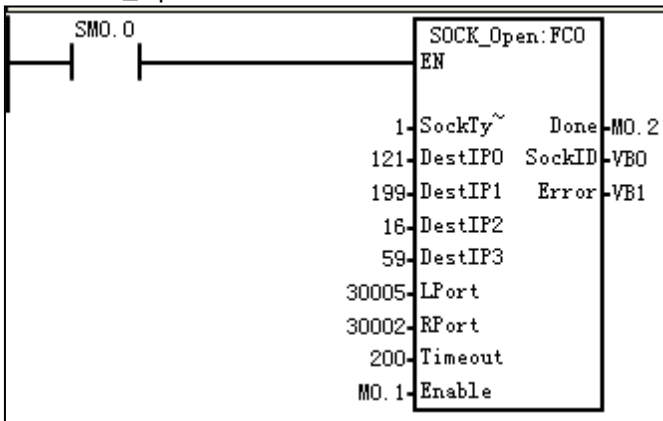 SM0.0
SOCK_Open:FC0
EN
1 SockTy~ Done M0.2
121 DestIP0 SockID VB0
199 DestIP1 Error VB1
16 DestIP2
59 DestIP3
30005 LPort
30002 RPort
200 Timeout
M0.1 Enable